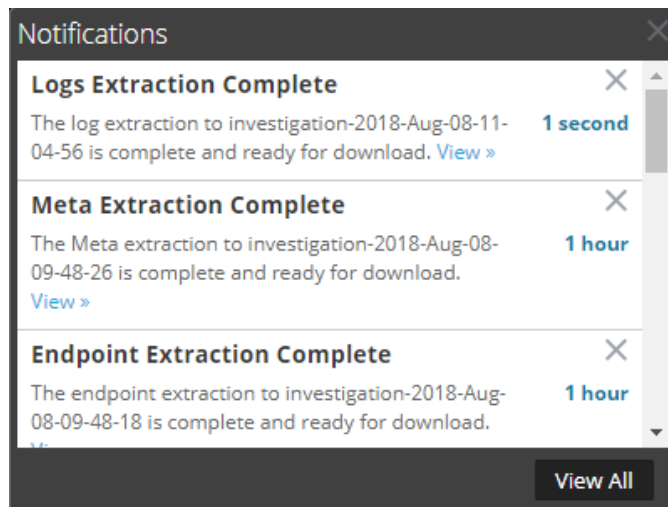 Notifications
Logs Extraction Complete
The log extraction to investigation-2018-Aug-08-11-
04-56 is complete and ready for download. View »
1 second
Meta Extraction Complete
The Meta extraction to investigation-2018-Aug-08-
09-48-26 is complete and ready for download.
View »
1 hour
Endpoint Extraction Complete
The endpoint extraction to investigation-2018-Aug-
08-09-48-18 is complete and ready for download.
1 hour
View All